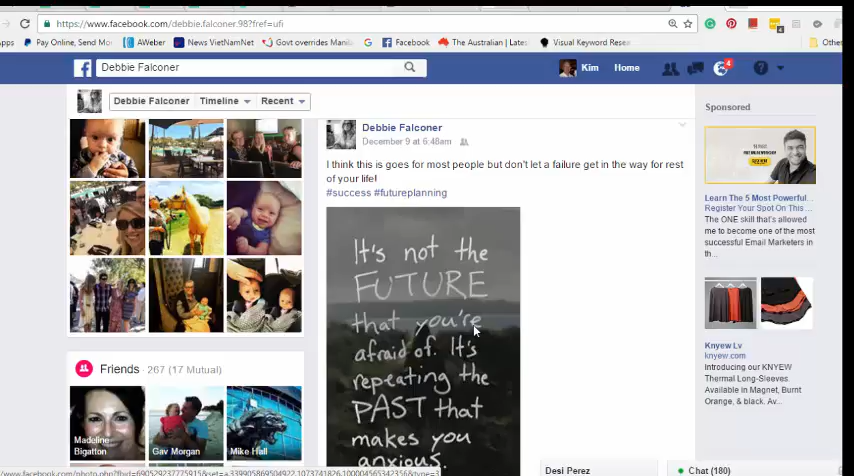 https://www.facebook.com/debbie.falconer.98?fref=ufi
pps
Pay Online, Send Mo
AWeber
News VietNamNet
Govt overrides Manila
Facebook
The Australian | Lates
Visual Keyword Rese
Othe
Debbie Falconer
Kim
Home
4
Debbie Falconer
Timeline
Recent
Debbie Falconer
December 9 at 6:48am
I think this is goes for most people but don't let a failure get in the way for rest
of your life!
#success #futureplanning
It's not the
FUTURE
that you're
afraid of. It's
repeating the
PAST that
makes you
anxious.
Friends · 267 (17 Mutual)
Madeline
Bigatton
Gav Morgan
Mike Hall
Sponsored
Learn The 5 Most Powerful...
Register Your Spot On This ...
The ONE skill that's allowed
me to become one of the most
successful Email Marketers in
th...
Knyew Lv
knyew.com
Introducing our KNYEW
Thermal Long-Sleeves.
Available in Magnet, Burnt
Orange, & black. Av...
Desi Perez
Chat (180)